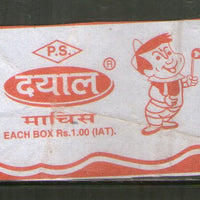 P.S.
दयाल ®
माचिस
EACH BOX Rs.1.00 (IAT).